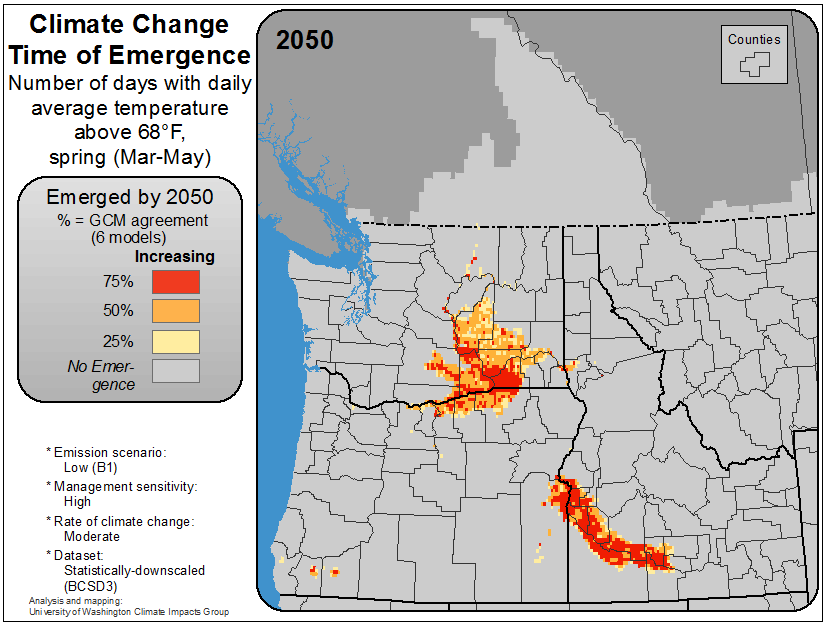 Climate Change
Time of Emergence
Number of days with daily
average temperature
above 68°F,
spring (Mar-May)
Emerged by 2050
% = GCM agreement
(6 models)
Increasing
75%
50%
25%
No Emer-
gence
* Emission scenario:
Low (B1)
* Management sensitivity:
High
* Rate of climate change:
Moderate
* Dataset:
Statistically-downscaled
(BCSD3)
Analysis and mapping:
University of Washington Climate Impacts Group
2050
Counties